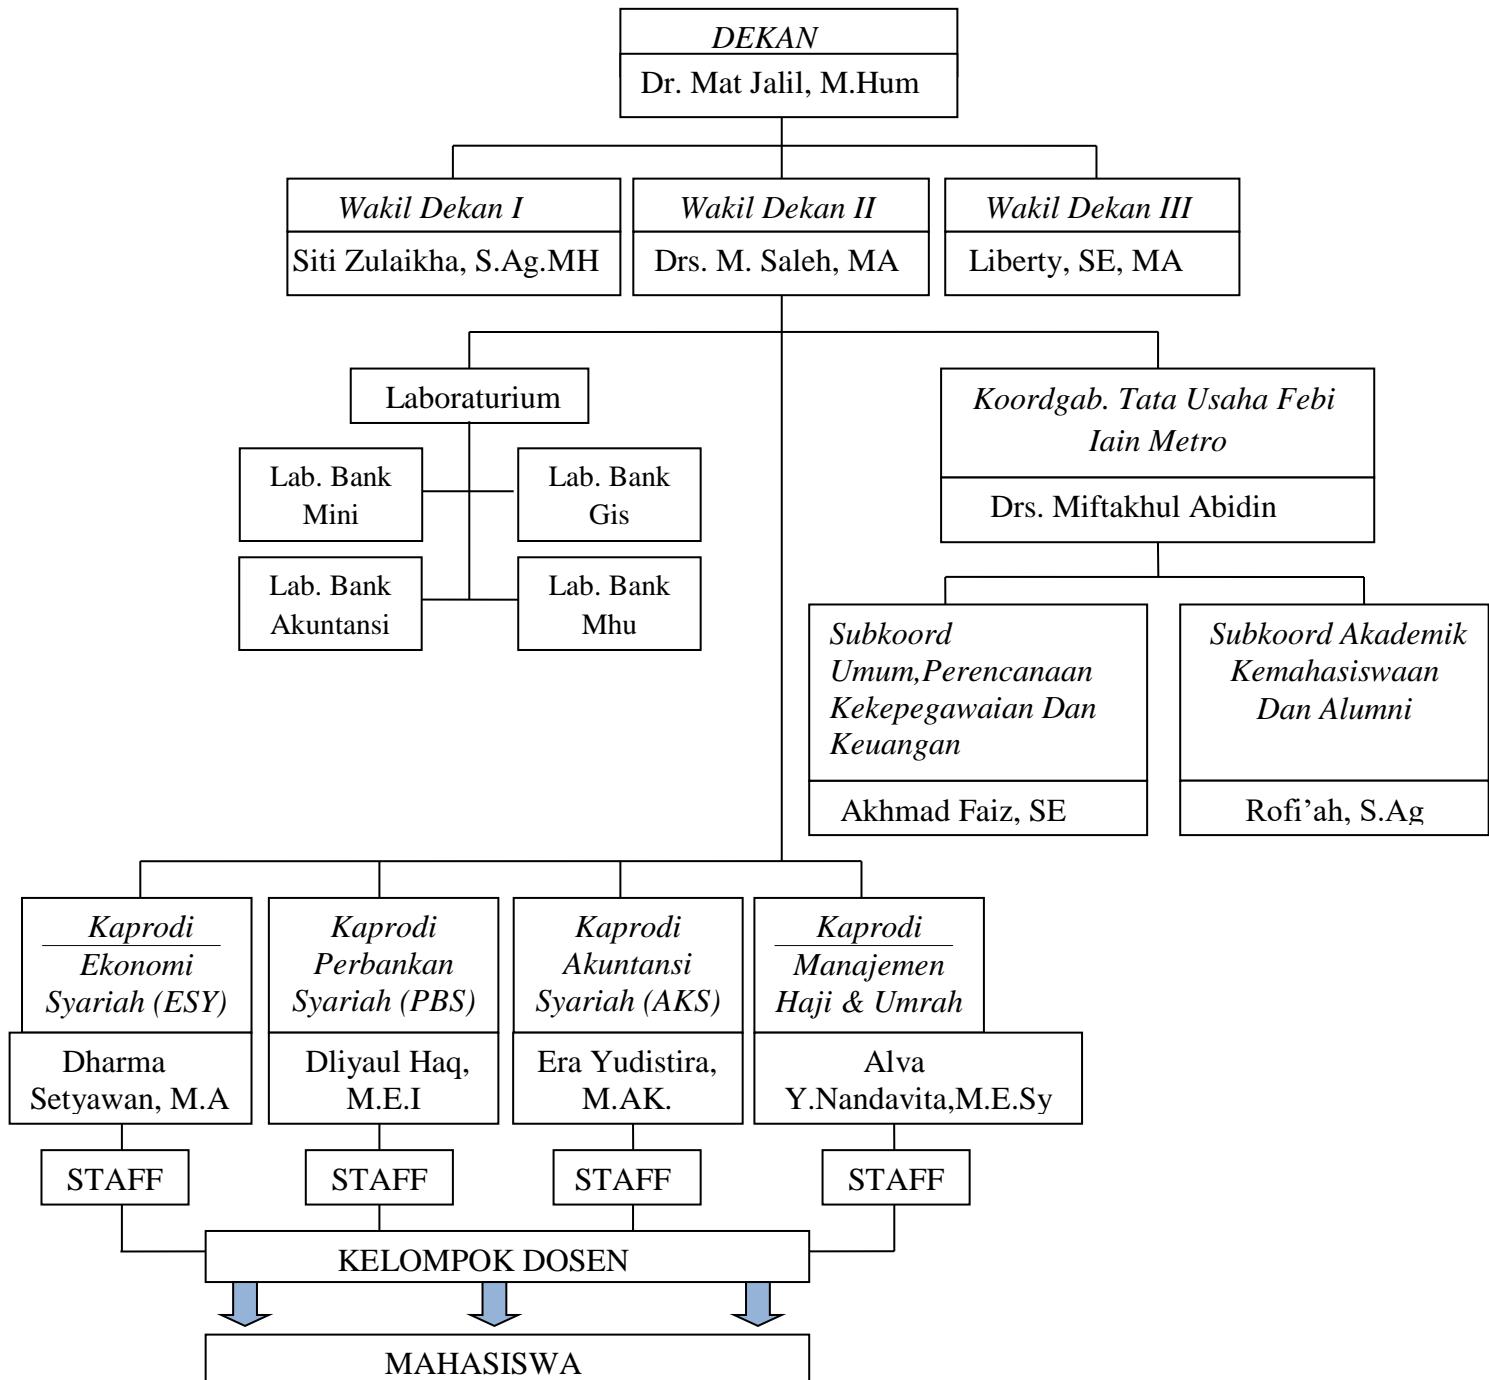 DEKAN
Dr. Mat Jalil, M.Hum
Wakil Dekan I
Siti Zulaikha, S.Ag.MH
Wakil Dekan II
Drs. M. Saleh, MA
Wakil Dekan III
Liberty, SE, MA
Laboraturium
Lab. Bank
Mini
Lab. Bank
Gis
Lab. Bank
Akuntansi
Lab. Bank
Mhu
Koordgab. Tata Usaha Febi
Iain Metro
Drs. Miftakhul Abidin
Subkoord
Umum,Perencanaan
Kekepegawaian Dan
Keuangan
Akhmad Faiz, SE
Subkoord Akademik
Kemahasiswaan
Dan Alumni
Rofi’ah, S.Ag
Kaprodi
Ekonomi
Syariah (ESY)
Dharma
Setyawan, M.A
Kaprodi
Perbankan
Syariah (PBS)
Dliyaul Haq,
M.E.I
Kaprodi
Akuntansi
Syariah (AKS)
Era Yudistira,
M.AK.
Kaprodi
Manajemen
Haji & Umrah
Alva
Y.Nandavita,M.E.Sy
STAFF
STAFF
STAFF
STAFF
KELOMPOK DOSEN
MAHASISWA